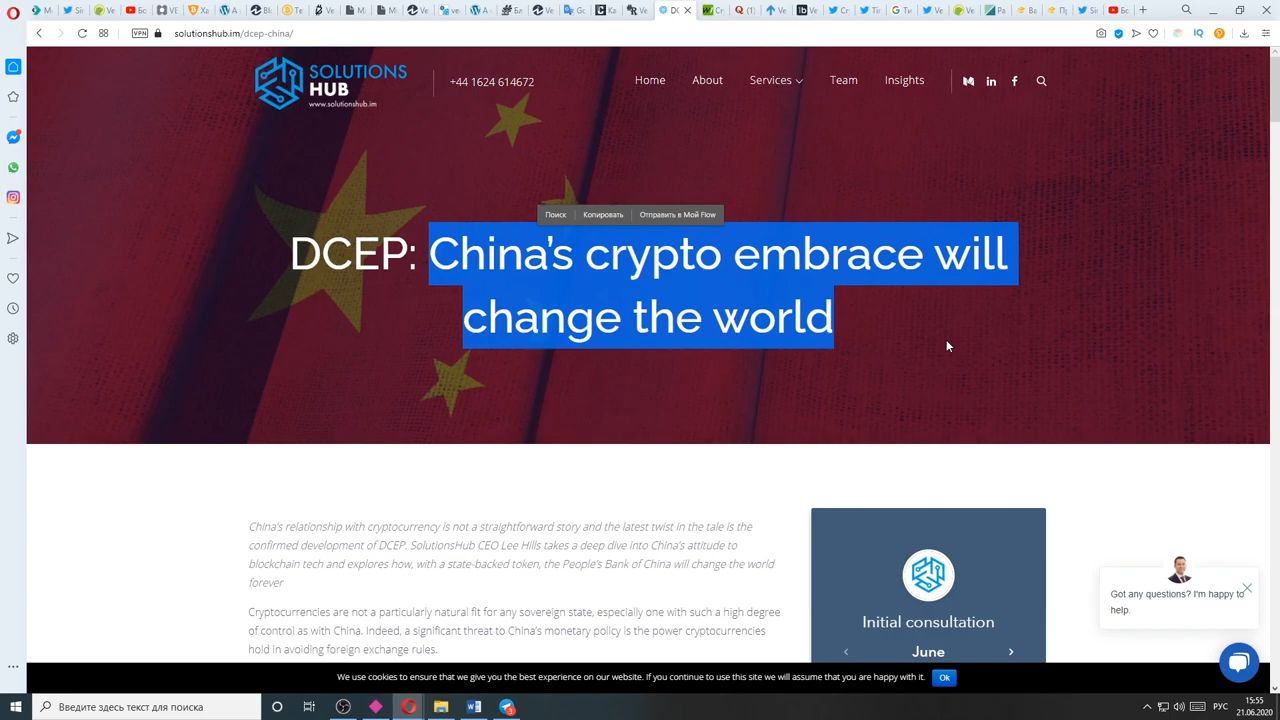 solutionshub.im/dcep-china/
VPN
SOLUTIONS
HUB
www.solutionshub.im
+44 1624 614672
Home
About
Services
Team
Insights
Поиск
Копировать
Отправить в Мой Flow
DCEP: China’s crypto embrace will
change the world
China’s relationship with cryptocurrency is not a straightforward story and the latest twist in the tale is the
confirmed development of DCEP. SolutionsHub CEO Lee Hills takes a deep dive into China’s attitude to
blockchain tech and explores how, with a state-backed token, the People’s Bank of China will change the world
forever
Cryptocurrencies are not a particularly natural fit for any sovereign state, especially one with such a high degree
of control as with China. Indeed, a significant threat to China’s monetary policy is the power cryptocurrencies
hold in avoiding foreign exchange rules.
Initial consultation
June
Got any questions? I'm happy to
help.
We use cookies to ensure that we give you the best experience on our website. If you continue to use this site we will assume that you are happy with it.
Ok
Введите здесь текст для поиска
РУС
15:55
21.06.2020